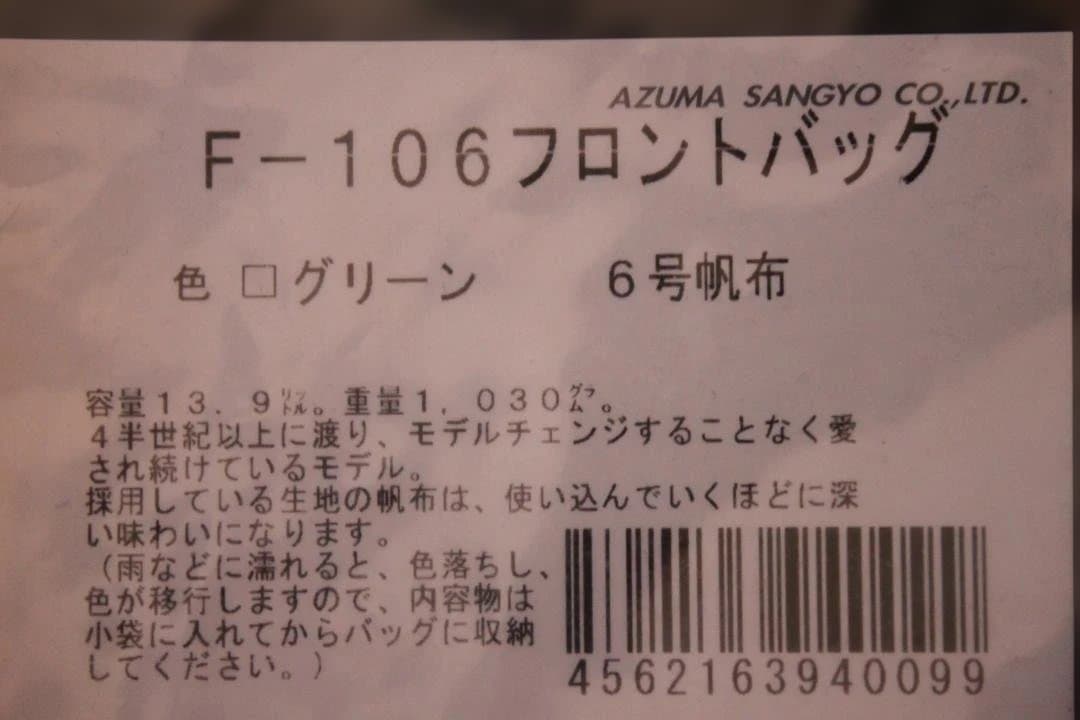 AZUMA SANGYO CO.,LTD.
F－106フロントバッグ
色 □グリーン 6号帆布
容量13．9㍑。重量1，030㌘。
4半世紀以上に渡り、モデルチェンジすることなく愛
され続けているモデル。
採用している生地の帆布は、使い込んでいくほどに深
い味わいになります。
（雨などに濡れると、色落ちし、
色が移行しますので、内容物は
小袋に入れてからバッグに収納
してください。）
4562163940099